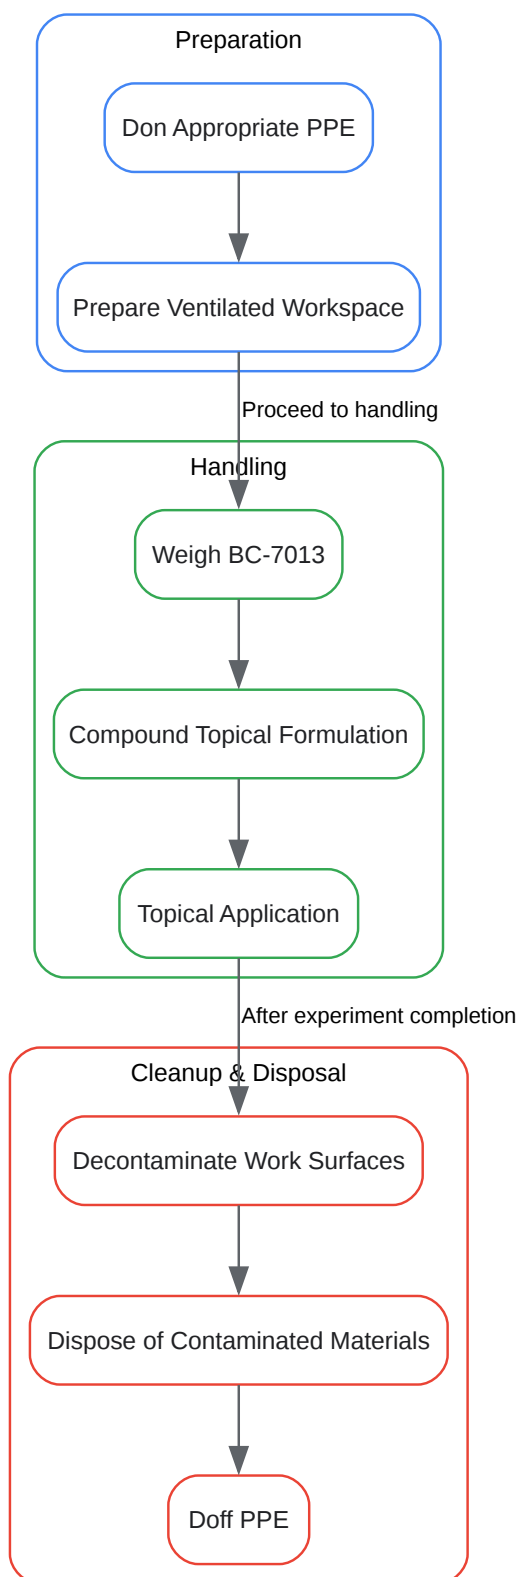 Preparation
Don Appropriate PPE
Prepare Ventilated Workspace
Proceed to handling
Handling
Weigh BC-7013
Compound Topical Formulation
Topical Application
After experiment completion
Cleanup & Disposal
Decontaminate Work Surfaces
Dispose of Contaminated Materials
Doff PPE